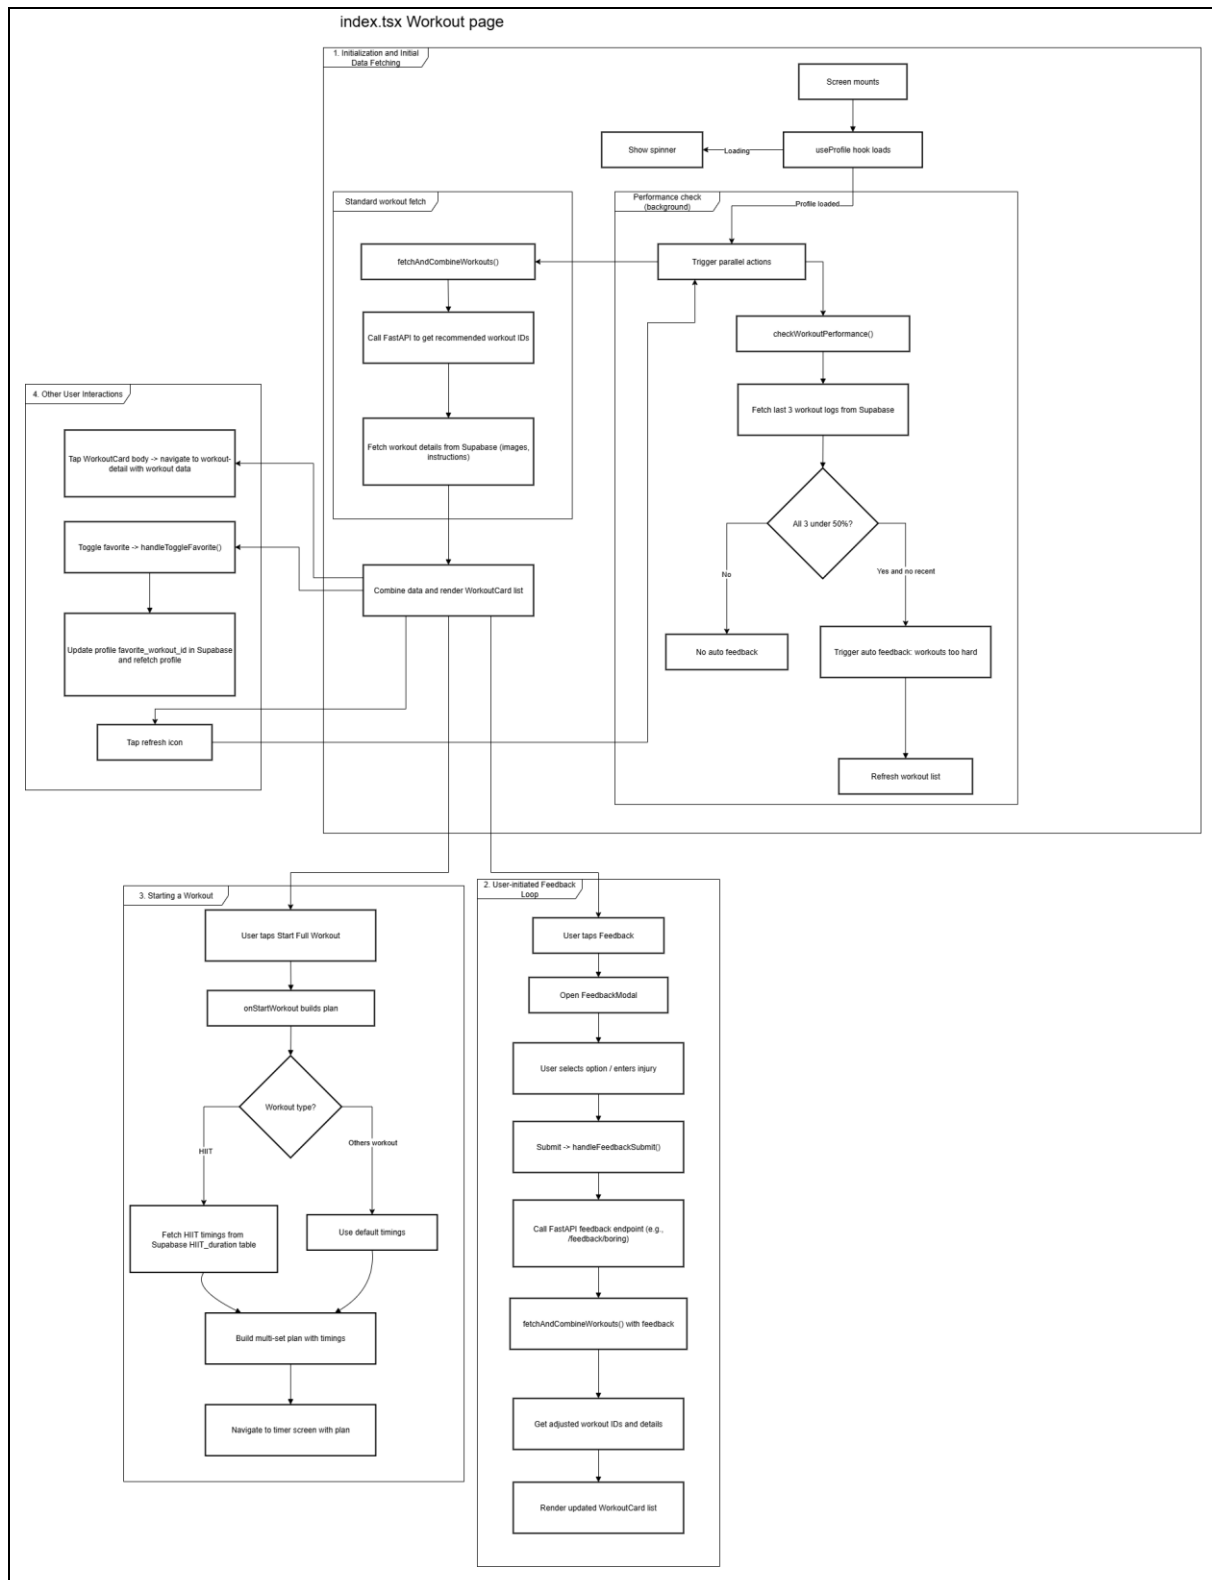 index.tsx Workout page
1. Initialization and Initial
Data Fetching
Screen mounts
Show spinner
Loading
useProfile hook loads
Standard workout fetch
Performance check
(background)
Profile loaded
fetchAndCombineWorkouts()
Trigger parallel actions
Call FastAPI to get recommended workout IDs
checkWorkoutPerformance()
Fetch last 3 workout logs from Supabase
4. Other User Interactions
Tap WorkoutCard body -> navigate to workout-
detail with workout data
Fetch workout details from Supabase (images,
instructions)
All 3 under 50%?
Toggle favorite -> handleToggleFavorite()
No
Yes and no recent
Combine data and render WorkoutCard list
Update profile favorite_workout_id in Supabase
and refetch profile
No auto feedback
Trigger auto feedback: workouts too hard
Tap refresh icon
Refresh workout list
3. Starting a Workout
User taps Start Full Workout
onStartWorkout builds plan
Workout type?
HIIT
Others workout
Fetch HIIT timings from
Supabase HIIT_duration table
Use default timings
Build multi-set plan with timings
Navigate to timer screen with plan
2. User-initiated Feedback
Loop
User taps Feedback
Open FeedbackModal
User selects option / enters injury
Submit -> handleFeedbackSubmit()
Call FastAPI feedback endpoint (e.g.,
/feedback/boring)
fetchAndCombineWorkouts() with feedback
Get adjusted workout IDs and details
Render updated WorkoutCard list